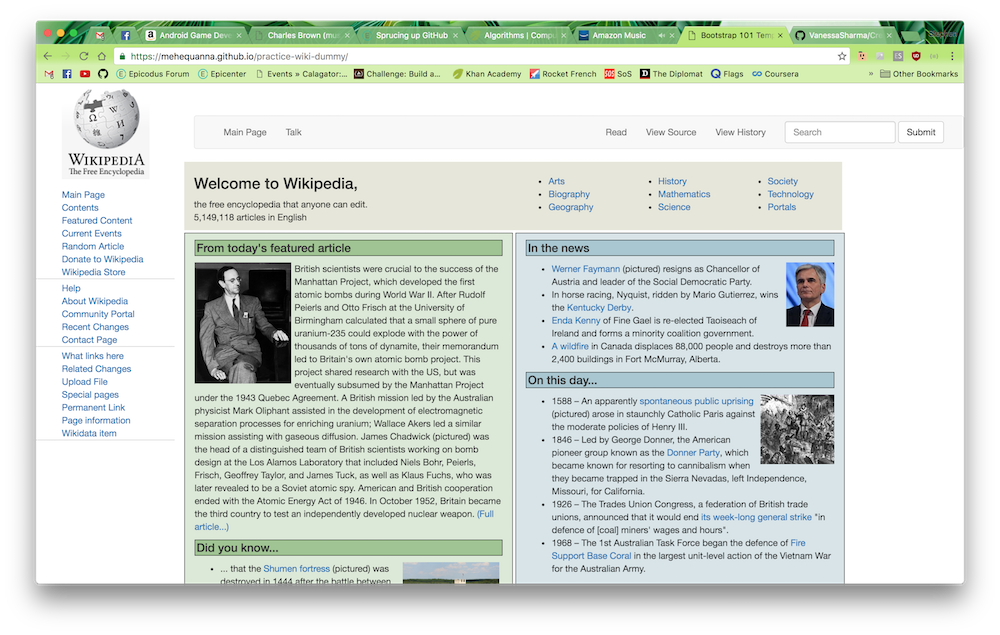 Android Game Dev
Charles Brown (mu
Sprucing up GitHub
Algorithms | Comp
Amazon Music
Bootstrap 101 Tem
VanessaSharma/Cr
https://mehequanna.github.io/practice-wiki-dummy/
Epicodus Forum
Epicenter
Events » Calagator:...
Challenge: Build a...
Khan Academy
Rocket French
SOS SoS
The Diplomat
Flags
Coursera
» Other Bookmarks
WIKIPEDIA
The Free Encyclopedia
Main Page
Talk
Read
View Source
View History
Search
Submit
Main Page
Contents
Featured Content
Current Events
Random Article
Donate to Wikipedia
Wikipedia Store
Help
About Wikipedia
Community Portal
Recent Changes
Contact Page
What links here
Related Changes
Upload File
Special pages
Permanent Link
Page information
Wikidata item
Welcome to Wikipedia,
the free encyclopedia that anyone can edit.
5,149,118 articles in English
• Arts
• Biography
• Geography
• History
• Mathematics
• Science
• Society
• Technology
• Portals
From today's featured article
British scientists were crucial to the success of the
Manhattan Project, which developed the first
atomic bombs during World War II. After Rudolf
Peierls and Otto Frisch at the University of
Birmingham calculated that a small sphere of pure
uranium-235 could explode with the power of
thousands of tons of dynamite, their memorandum
led to Britain's own atomic bomb project. This
project shared research with the US, but was
eventually subsumed by the Manhattan Project
under the 1943 Quebec Agreement. A British mission led by the Australian
physicist Mark Oliphant assisted in the development of electromagnetic
separation processes for enriching uranium; Wallace Akers led a similar
mission assisting with gaseous diffusion. James Chadwick (pictured) was
the head of a distinguished team of British scientists working on bomb
design at the Los Alamos Laboratory that included Niels Bohr, Peierls,
Frisch, Geoffrey Taylor, and James Tuck, as well as Klaus Fuchs, who was
later revealed to be a Soviet atomic spy. American and British cooperation
ended with the Atomic Energy Act of 1946. In October 1952, Britain became
the third country to test an independently developed nuclear weapon. (Full
article...)
Did you know...
• ... that the Shumen fortress (pictured) was
destroyed in 1444 after the battle between
In the news
• Werner Faymann (pictured) resigns as Chancellor of
Austria and leader of the Social Democratic Party.
• In horse racing, Nyquist, ridden by Mario Gutierrez, wins
the Kentucky Derby.
• Enda Kenny of Fine Gael is re-elected Taoiseach of
Ireland and forms a minority coalition government.
• A wildfire in Canada displaces 88,000 people and destroys more than
2,400 buildings in Fort McMurray, Alberta.
On this day...
• 1588 – An apparently spontaneous public uprising
(pictured) arose in staunchly Catholic Paris against
the moderate policies of Henry III.
• 1846 – Led by George Donner, the American
pioneer group known as the Donner Party, which
became known for resorting to cannibalism when
they became trapped in the Sierra Nevadas, left Independence,
Missouri, for California.
• 1926 – The Trades Union Congress, a federation of British trade
unions, announced that it would end its week-long general strike "in
defence of [coal] miners' wages and hours".
• 1968 – The 1st Australian Task Force began the defence of Fire
Support Base Coral in the largest unit-level action of the Vietnam War
for the Australian Army.